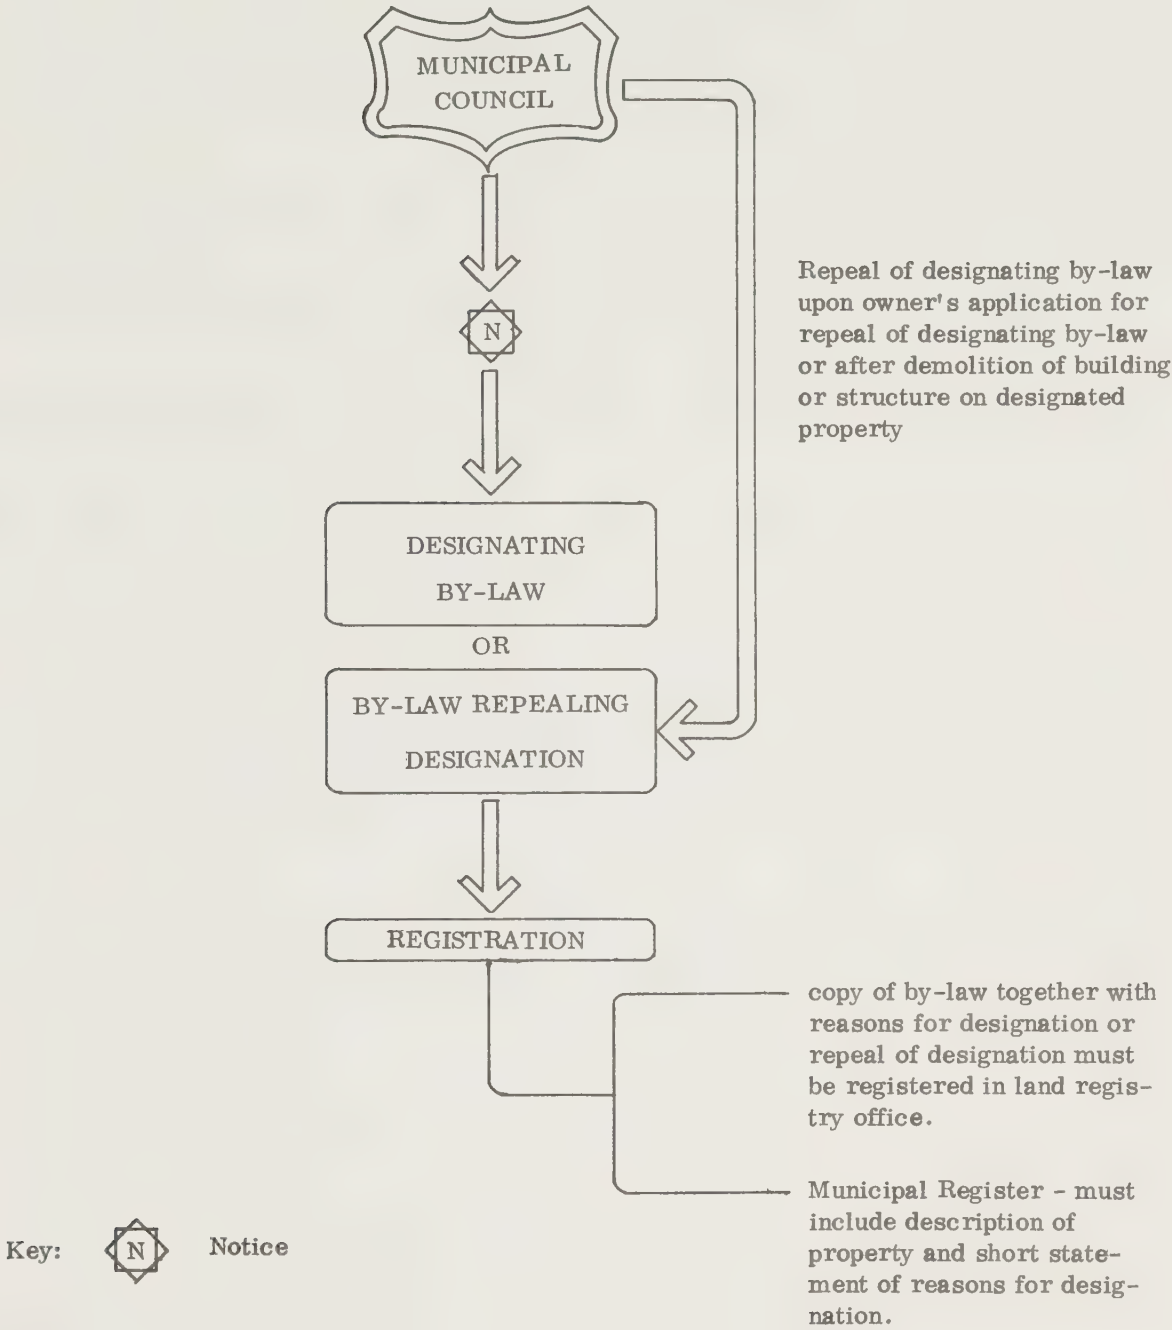 MUNICIPAL
COUNCIL
N
Repeal of designating by-law
upon owner's application for
repeal of designating by-law
or after demolition of building
or structure on designated
property
DESIGNATING
BY-LAW
OR
BY-LAW REPEALING
DESIGNATION
REGISTRATION
copy of by-law together with
reasons for designation or
repeal of designation must
be registered in land regis-
try office.
Municipal Register - must
include description of
property and short state-
ment of reasons for desig-
nation.
Key: N Notice